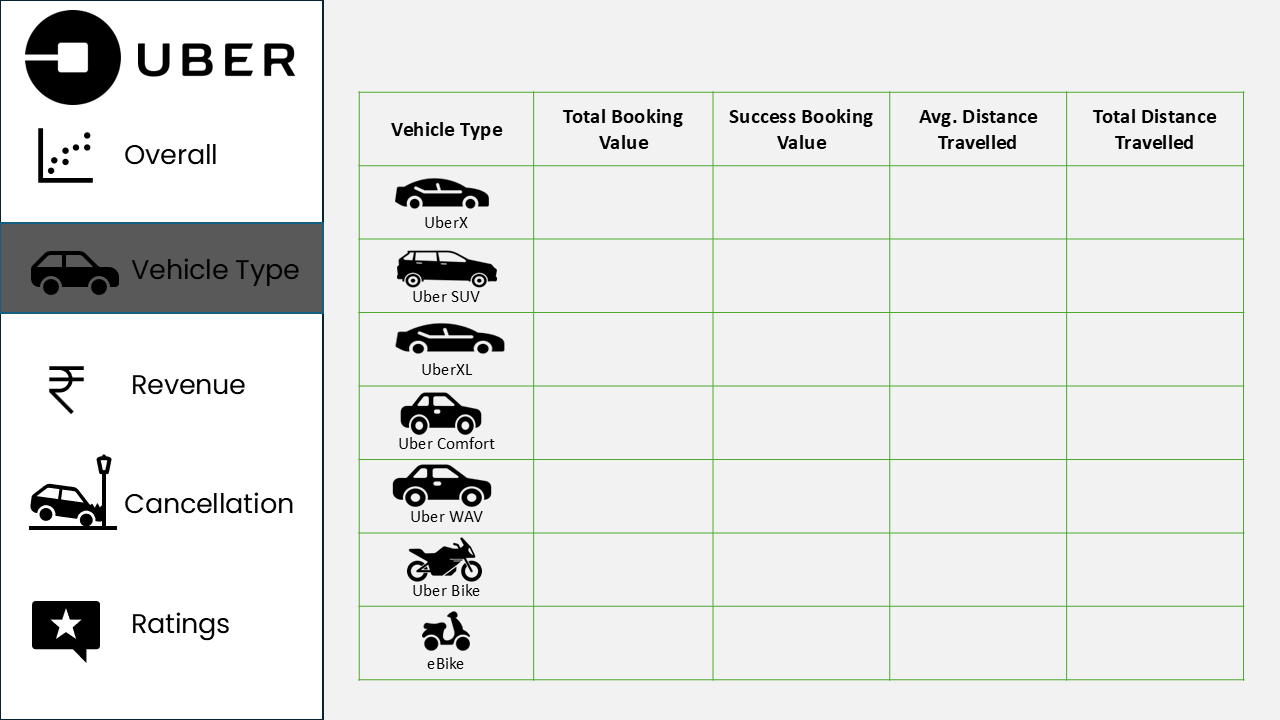 UBER
Overall
Vehicle Type
Revenue
Cancellation
Ratings
Vehicle Type
Total Booking
Value
Success Booking
Value
Avg. Distance
Travelled
Total Distance
Travelled
UberX
Uber SUV
UberXL
Uber Comfort
Uber WAV
Uber Bike
eBike